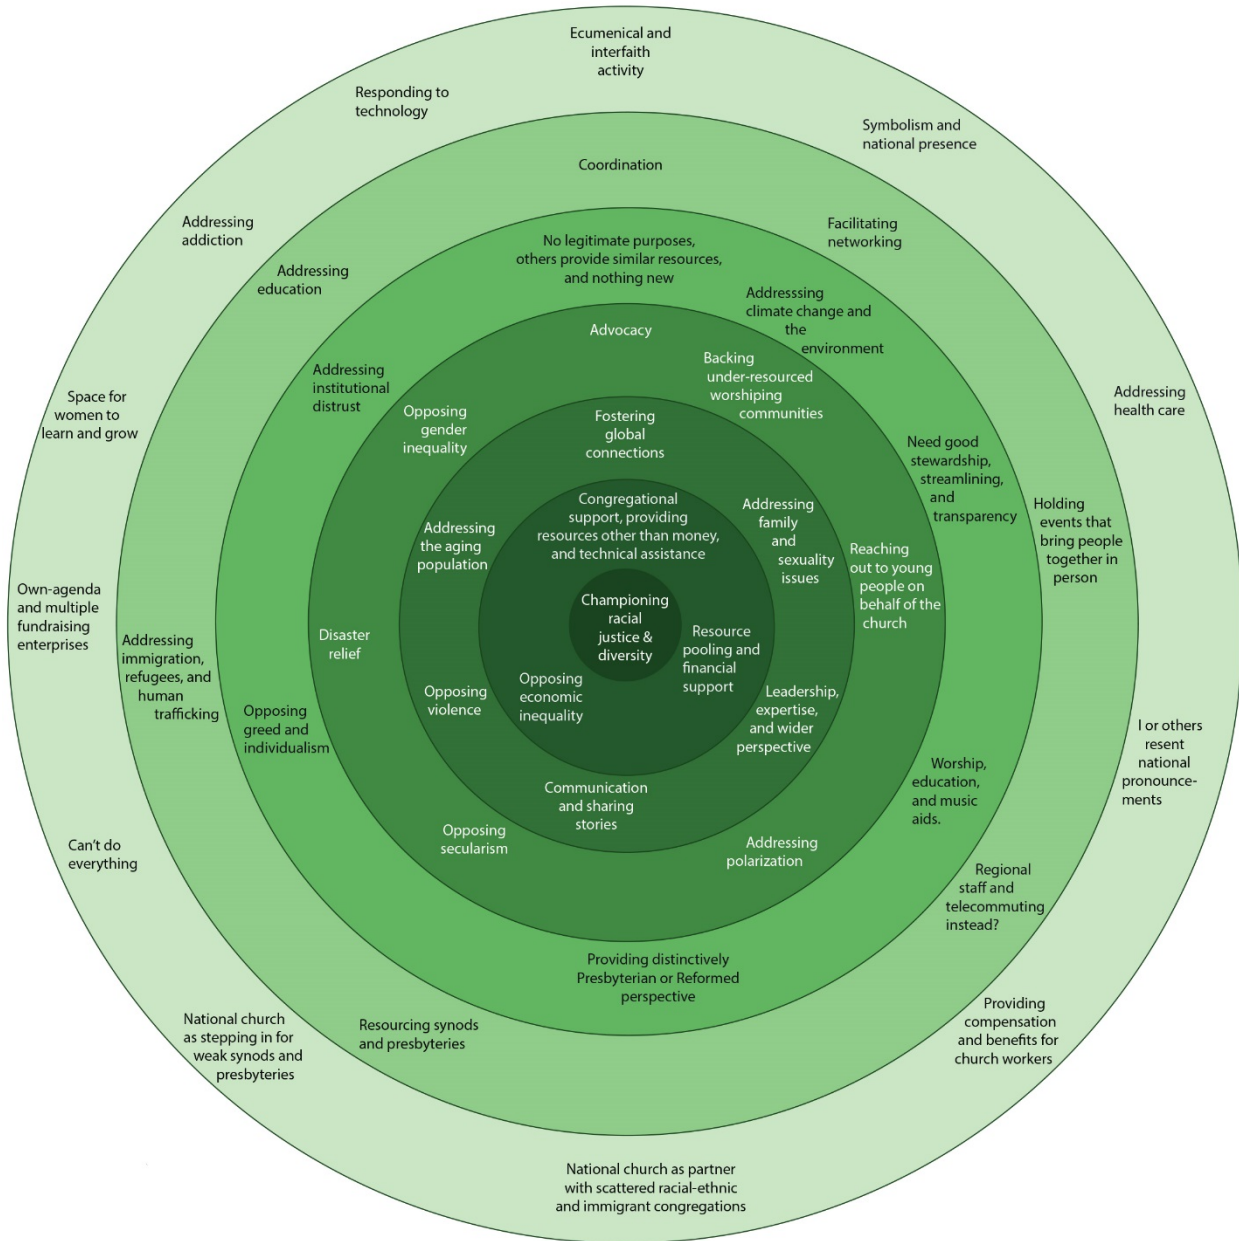 Ecumenical and
interfaith
activity
Responding to
technology
Symbolism and
national presence
Coordination
Addressing
addiction
Facilitating
networking
No legitimate purposes,
others provide similar resources,
and nothing new
Addressing
education
Addresssing
climate change and
the
environment
Advocacy
Backing
under-resourced
worshiping
communities
Addressing
institutional
distrust
Space for
women to
learn and grow
Addressing
health care
Opposing
gender
inequality
Fostering
global
connections
Need good
stewardship,
streamlining,
and
transparency
Congregational
support, providing
resources other than money,
and technical assistance
Addressing
family
and
sexuality
issues
Holding
events that
bring people
together in
person
Addressing
the aging
population
Reaching
out to young
people on
behalf of the
church
Own-agenda
and multiple
fundraising
enterprises
Championing
racial
justice &
diversity
Addressing
immigration,
refugees, and
human
trafficking
Disaster
relief
Resource
pooling and
financial
support
Opposing
economic
inequality
Opposing
violence
Leadership,
expertise,
and wider
perspective
Opposing
greed and
individualism
I or others
resent
national
pronounce-
ments
Worship,
education,
and music
aids.
Communication
and sharing
stories
Opposing
secularism
Addressing
polarization
Can't do
everything
Regional
staff and
telecommuting
instead?
Providing distinctively
Presbyterian or Reformed
perspective
National church
as stepping in for
weak synods and
presbyteries
Resourcing synods
and presbyteries
Providing
compensation
and benefits for
church workers
National church as partner
with scattered racial-ethnic
and immigrant congregations